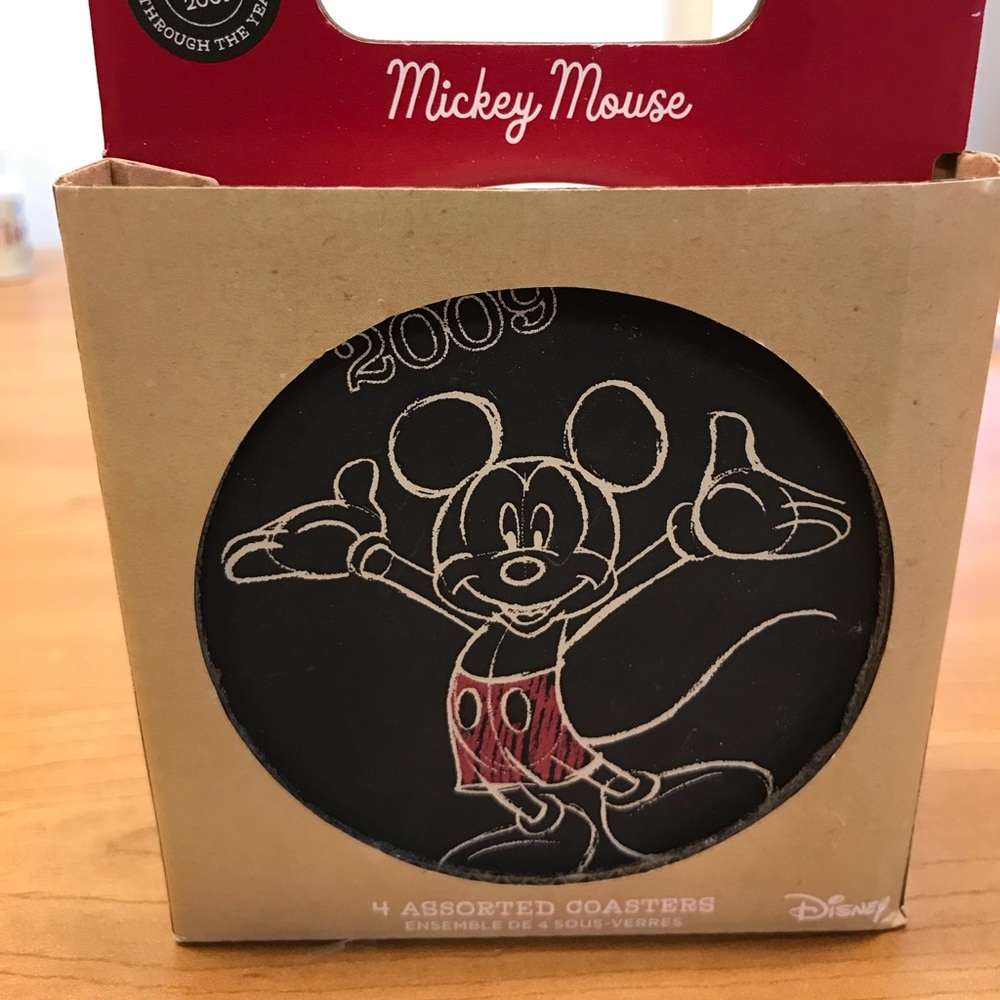 THROUGH THE YEA
Mickey Mouse
2009
4 ASSORTED COASTERS
ENSEMBLE DE 4 SOUS-VERRES
Disney